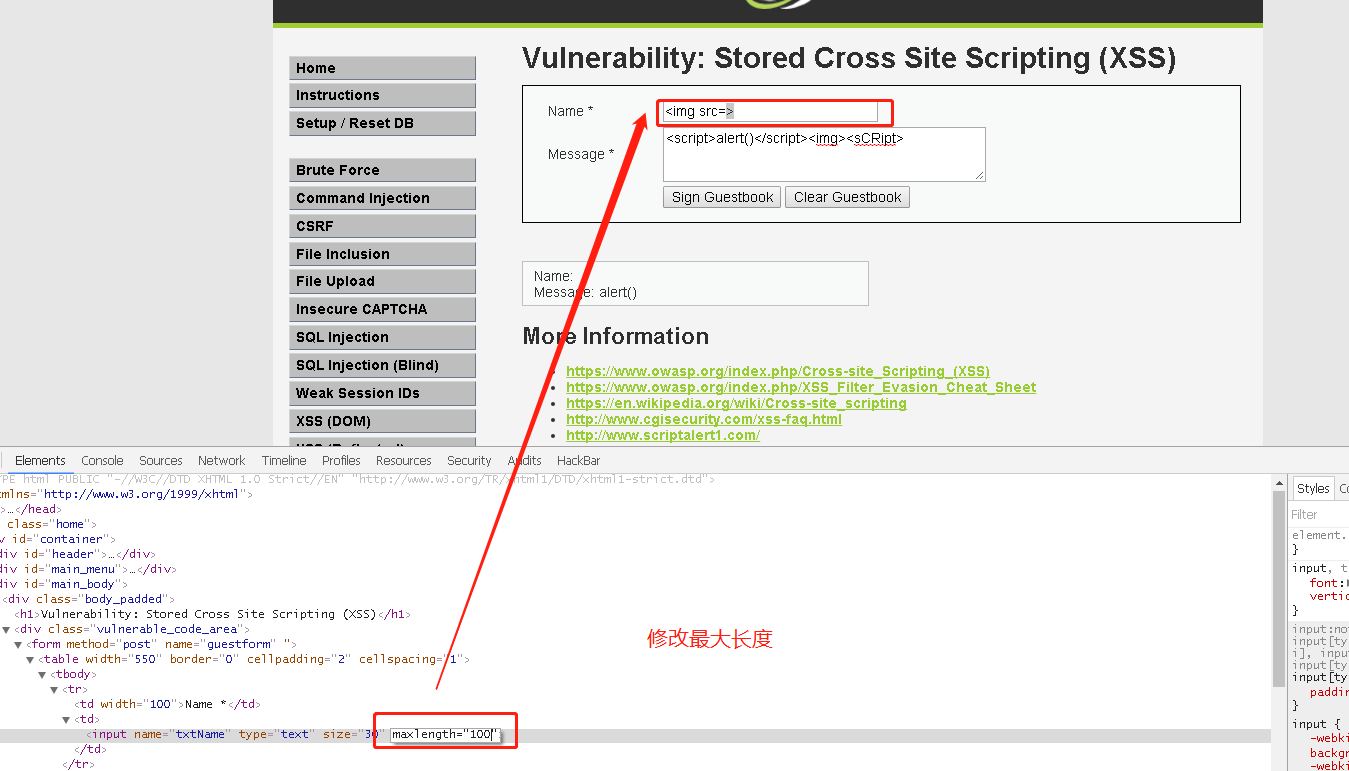 Vulnerability: Stored Cross Site Scripting (XSS)
Home
Instructions
Setup / Reset DB
Brute Force
Command Injection
CSRF
File Inclusion
File Upload
Insecure CAPTCHA
SQL Injection
SQL Injection (Blind)
Weak Session IDs
XSS (DOM)
Name *
<img src=>
Message *
<script>alert()</script><img><sCRipt>
Sign Guestbook Clear Guestbook
Name:
Message: alert()
More Information
https://www.owasp.org/index.php/Cross-site_Scripting_(XSS)
https://www.owasp.org/index.php/XSS_Filter_Evasion_Cheat_Sheet
https://en.wikipedia.org/wiki/Cross-site_scripting
http://www.cgisecurity.com/xss-faq.html
http://www.scriptalert1.com/
Elements Console Sources Network Timeline Profiles Resources Security Audits HackBar
YPE html PUBLIC "-//W3C//DTD XHTML 1.0 Strict//EN" "http://www.w3.org/TR/xhtml1/DTD/xhtml1-strict.dtd">
mlns="http://www.w3.org/1999/xhtml">
>…</head>
class="home">
v id="container">
div id="header">…</div>
div id="main_menu">…</div>
div id="main_body">
<div class="body_padded">
<h1>Vulnerability: Stored Cross Site Scripting (XSS)</h1>
<div class="vulnerable_code_area">
<form method="post" name="guestform" ">
<table width="550" border="0" cellpadding="2" cellspacing="1">
<tbody>
<tr>
<td width="100">Name *</td>
<td>
<input name="txtName" type="text" size="30" maxlength="100"
</td>
</tr>
修改最大长度
Styles
Filter
element.
}
input, t
font:
vertic
}
input:no
input[ty
i], inpu
input[ty
input[ty
paddin
}
input {
-webki
backgr
-webki